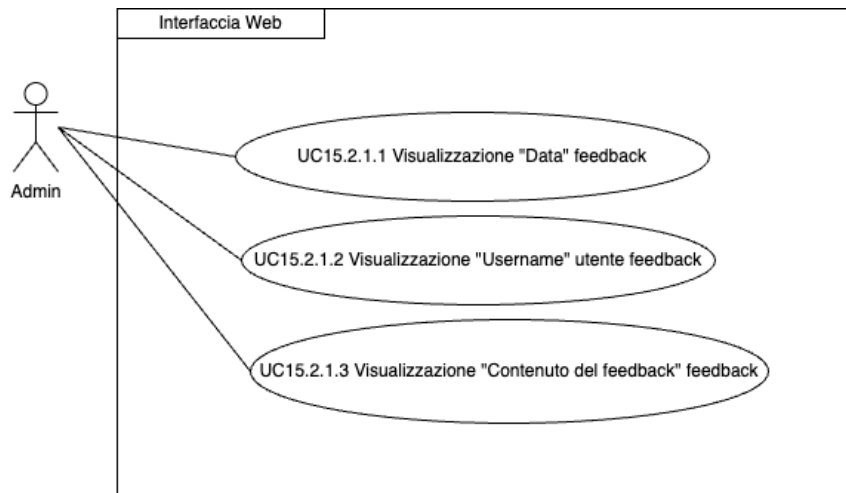 Interfaccia Web
Admin
UC15.2.1.1 Visualizzazione "Data" feedback
UC15.2.1.2 Visualizzazione "Username" utente feedback
UC15.2.1.3 Visualizzazione "Contenuto del feedback" feedback